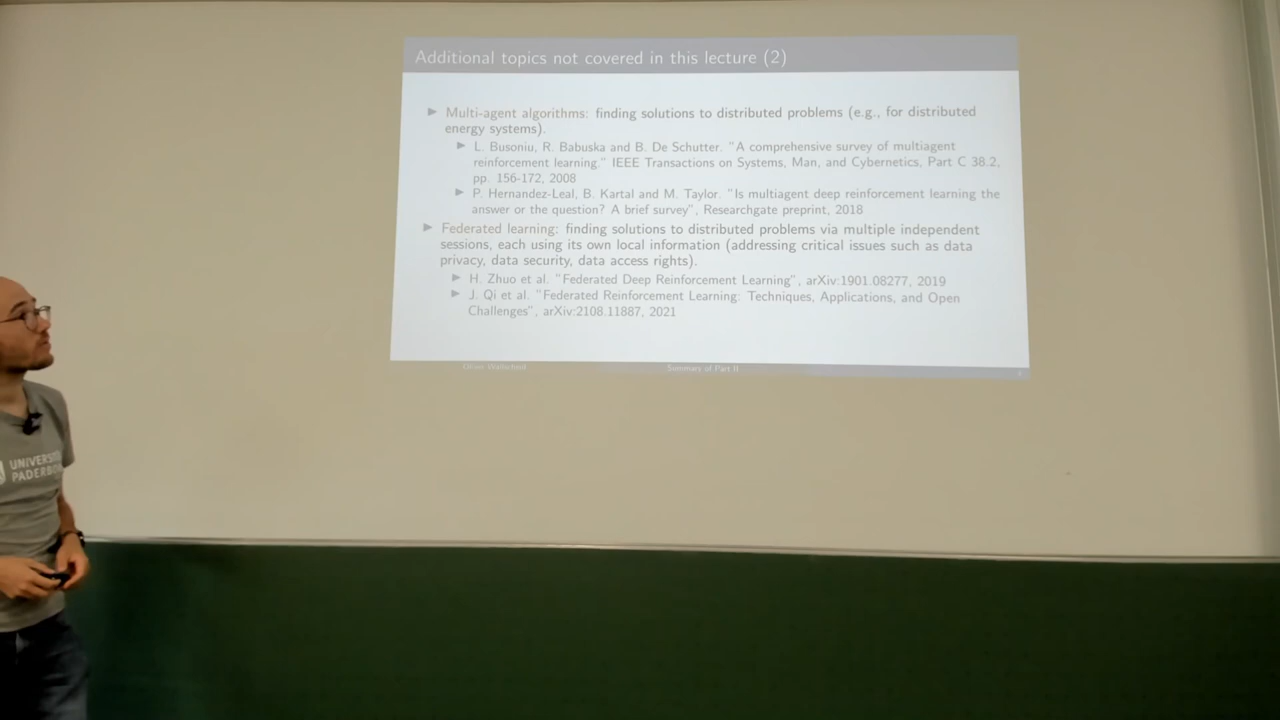 Additional topics not covered in this lecture (2)
► Multi-agent algorithms: finding solutions to distributed problems (e.g., for distributed
energy systems).
► L. Busoniu, R. Babuska and B. De Schutter. "A comprehensive survey of multiagent
reinforcement learning." IEEE Transactions on Systems, Man, and Cybernetics, Part C 38.2,
pp. 156-172, 2008
► P. Hernandez-Leal, B. Kartal and M. Taylor. "Is multiagent deep reinforcement learning the
answer or the question? A brief survey", Researchgate preprint, 2018
► Federated learning: finding solutions to distributed problems via multiple independent
sessions, each using its own local information (addressing critical issues such as data
privacy, data security, data access rights).
► H. Zhuo et al. "Federated Deep Reinforcement Learning", arXiv:1901.08277, 2019
► J. Qi et al. "Federated Reinforcement Learning: Techniques, Applications, and Open
Challenges", arXiv:2108.11887, 2021
Oliver Wallscheid
Summary of Part II